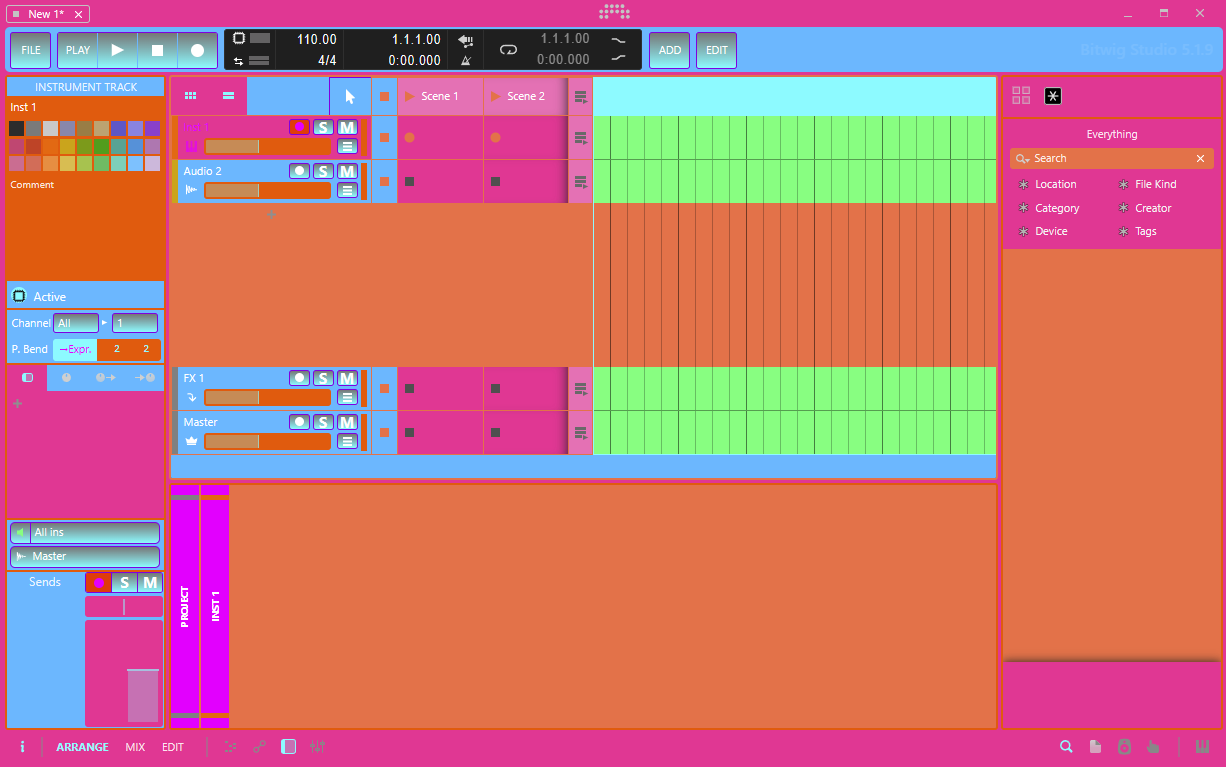 New 1*
FILE
PLAY
110.00
4/4
1.1.1.00
0:00.000
1.1.1.00
0:00.000
ADD
EDIT
Bitwig Studio 5.1.9
INSTRUMENT TRACK
Inst 1
Comment
Active
Channel All 1
P. Bend →Expr. 2 2
All ins
Master
Sends
S M
Scene 1
Scene 2
Inst 1
S M
Audio 2
S M
FX 1
S M
Master
S M
PROJECT
INST 1
Everything
Search
Location
File Kind
Category
Creator
Device
Tags
i
ARRANGE
MIX
EDIT